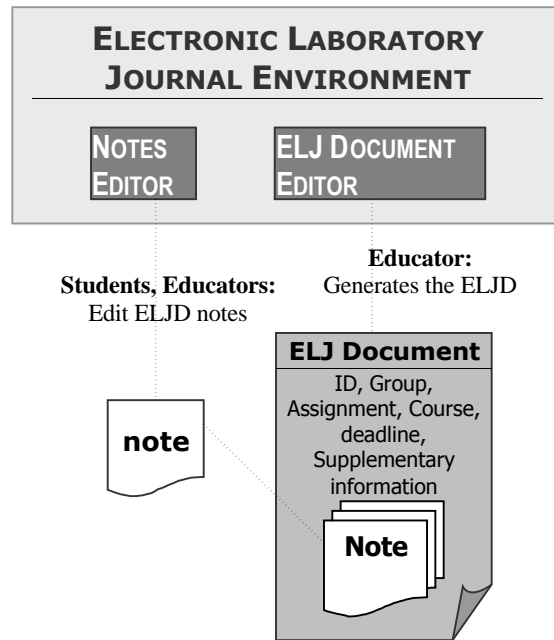 ELECTRONIC LABORATORY
JOURNAL ENVIRONMENT
NOTES
EDITOR
ELJ DOCUMENT
EDITOR
Students, Educators:
Edit ELJD notes
Educator:
Generates the ELJD
note
ELJ Document
ID, Group,
Assignment, Course,
deadline,
Supplementary
information
Note